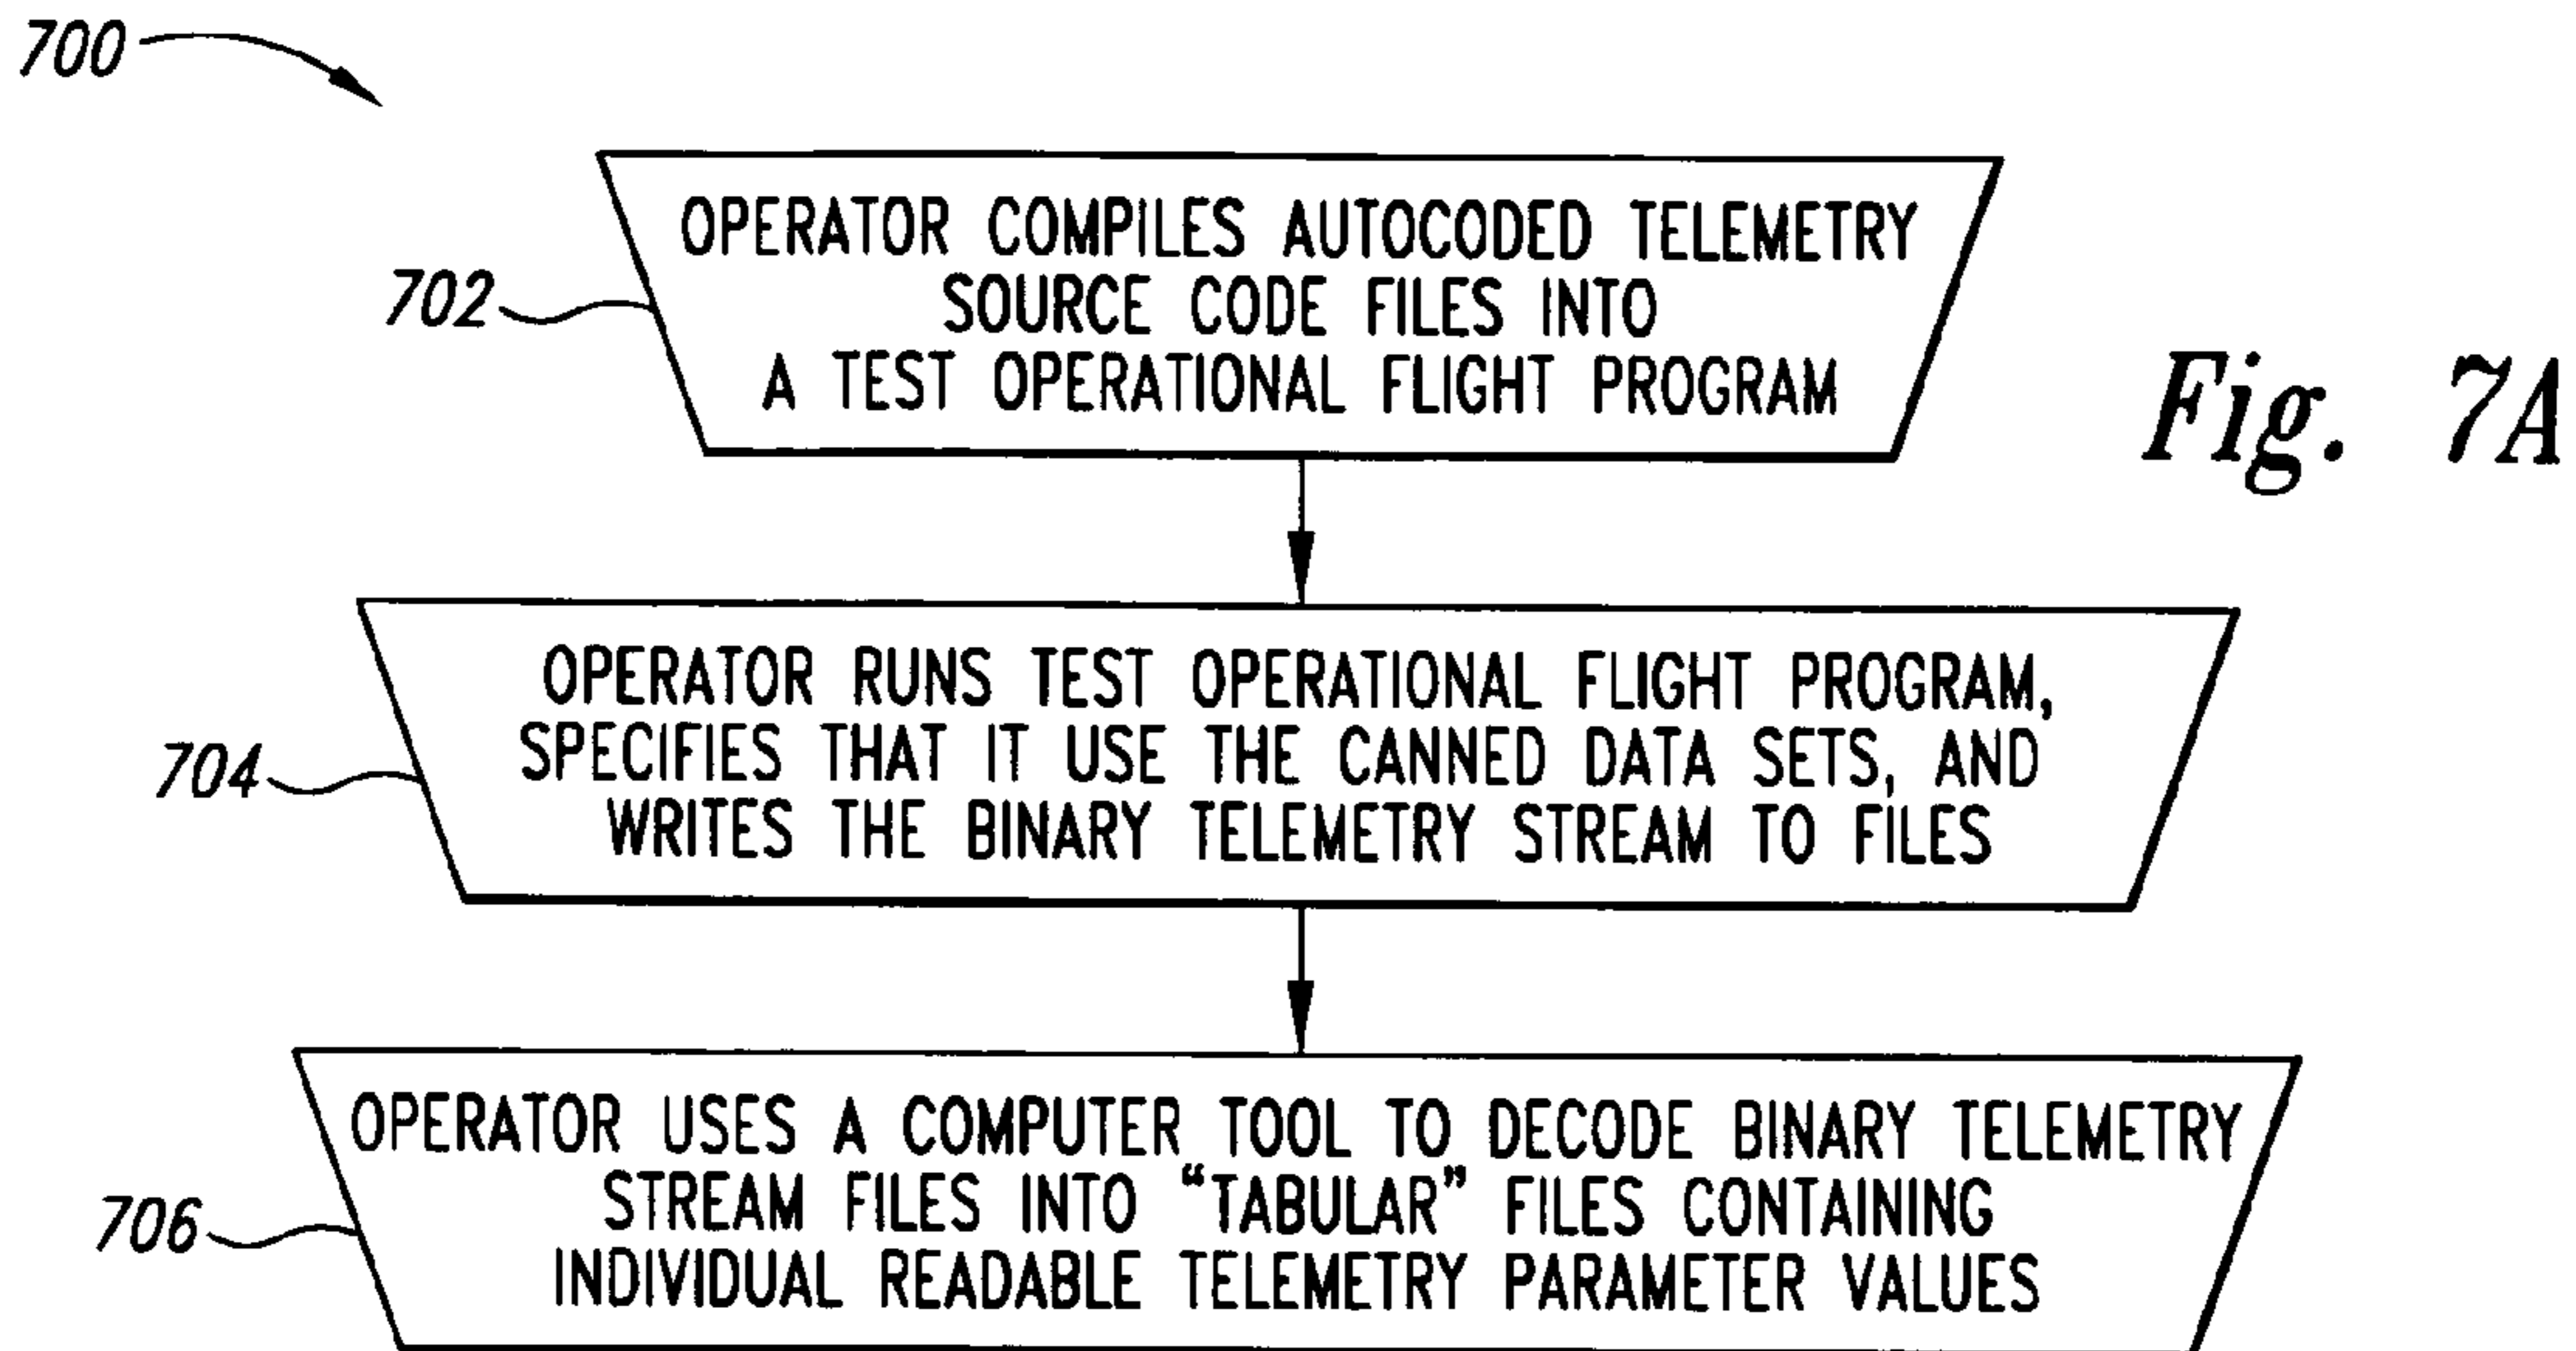 700
OPERATOR COMPILES AUTOCODED TELEMETRY
SOURCE CODE FILES INTO
A TEST OPERATIONAL FLIGHT PROGRAM
702
Fig. 7A
OPERATOR RUNS TEST OPERATIONAL FLIGHT PROGRAM,
SPECIFIES THAT IT USE THE CANNED DATA SETS, AND
WRITES THE BINARY TELEMETRY STREAM TO FILES
704
OPERATOR USES A COMPUTER TOOL TO DECODE BINARY TELEMETRY
STREAM FILES INTO “TABULAR” FILES CONTAINING
INDIVIDUAL READABLE TELEMETRY PARAMETER VALUES
706